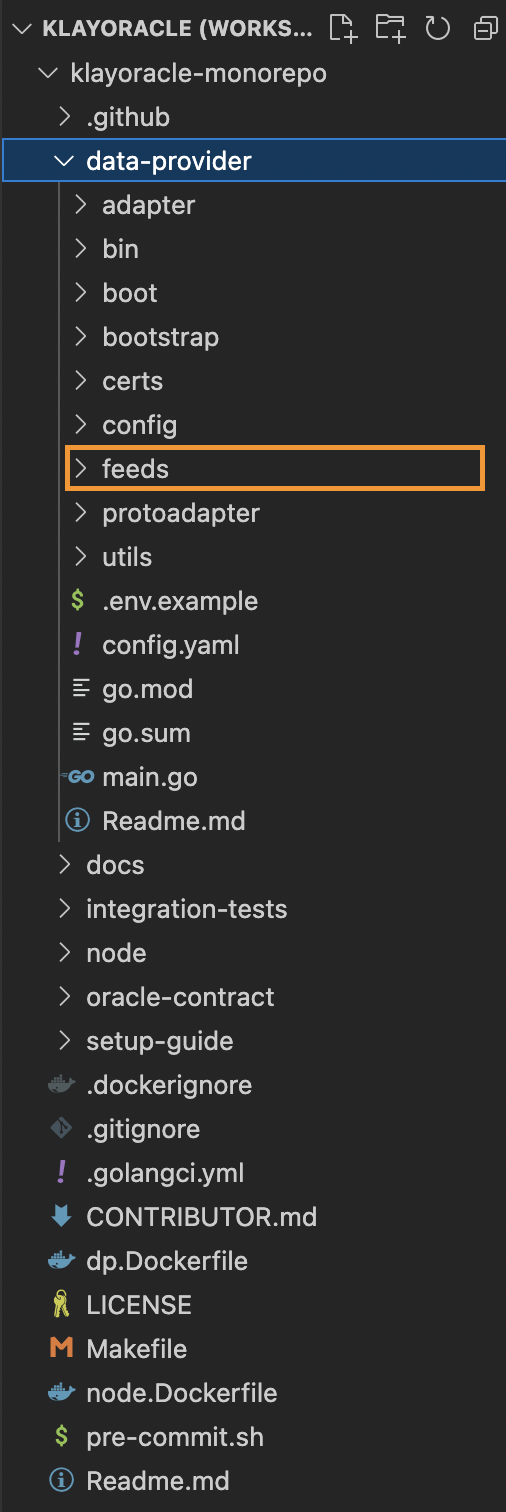 KLAYORACLE (WORKS...
klayoracle-monorepo
.github
data-provider
adapter
bin
boot
bootstrap
certs
config
feeds
protoadapter
utils
$ .env.example
! config.yaml
go.mod
go.sum
GO main.go
Readme.md
docs
integration-tests
node
oracle-contract
setup-guide
.dockerignore
.gitignore
! .golangci.yml
CONTRIBUTOR.md
dp.Dockerfile
LICENSE
M Makefile
node.Dockerfile
$ pre-commit.sh
Readme.md